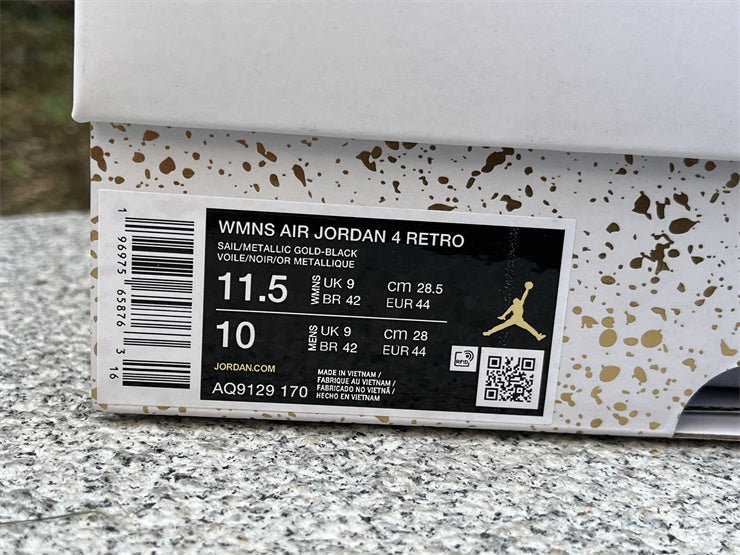 1 96975 65876 3 16
WMNS AIR JORDAN 4 RETRO
SAIL/METALLIC GOLD-BLACK
VOILE/NOIR/OR METALLIQUE
11.5 WMNS UK 9 cm 28.5
BR 42 EUR 44
10 MENS UK 9 cm 28
BR 42 EUR 44
JORDAN.COM
AQ9129 170
MADE IN VIETNAM /
FABRIQUE AU VIETNAM /
FABRICADO NO VIETNÃ /
HECHO EN VIETNAM
RFID